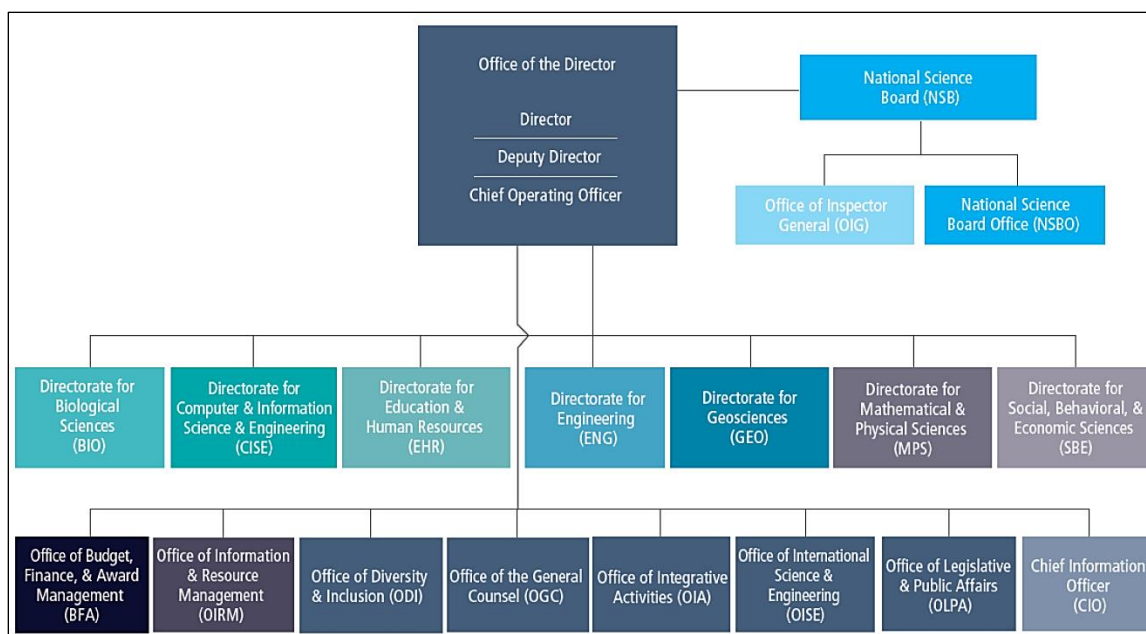 Office of the Director
Director
Deputy Director
Chief Operating Officer
National Science
Board (NSB)
Office of Inspector
General (OIG)
National Science
Board Office (NSBO)
Directorate for
Biological
Sciences
(BIO)
Directorate for
Computer & Information
Science & Engineering
(CISE)
Directorate for
Education &
Human Resources
(EHR)
Directorate for
Engineering
(ENG)
Directorate for
Geosciences
(GEO)
Directorate for
Mathematical &
Physical Sciences
(MPS)
Directorate for
Social, Behavioral, &
Economic Sciences
(SBE)
Office of Budget,
Finance, & Award
Management
(BFA)
Office of Information
& Resource
Management
(OIRM)
Office of Diversity
& Inclusion (ODI)
Office of the General
Counsel (OGC)
Office of Integrative
Activities (OIA)
Office of International
Science &
Engineering
(OISE)
Office of Legislative
& Public Affairs
(OLPA)
Chief Information
Officer
(CIO)